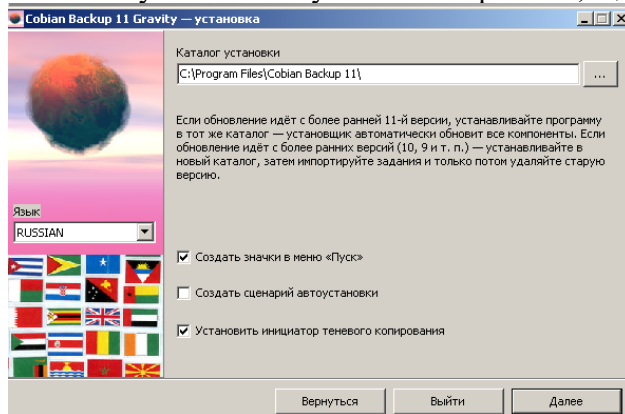 Cobian Backup 11 Gravity — установка
Каталог установки
C:\Program Files\Cobian Backup 11\
...
Если обновление идёт с более ранней 11-й версии, устанавливайте программу
в тот же каталог — установщик автоматически обновит все компоненты. Если
обновление идёт с более ранних версий (10, 9 и т. п.) — устанавливайте в
новый каталог, затем импортируйте задания и только потом удаляйте старую
версию.
Язык
RUSSIAN
Создать значки в меню «Пуск»
Создать сценарий автоустановки
Установить инициатор теневого копирования
Вернуться
Выйти
Далее